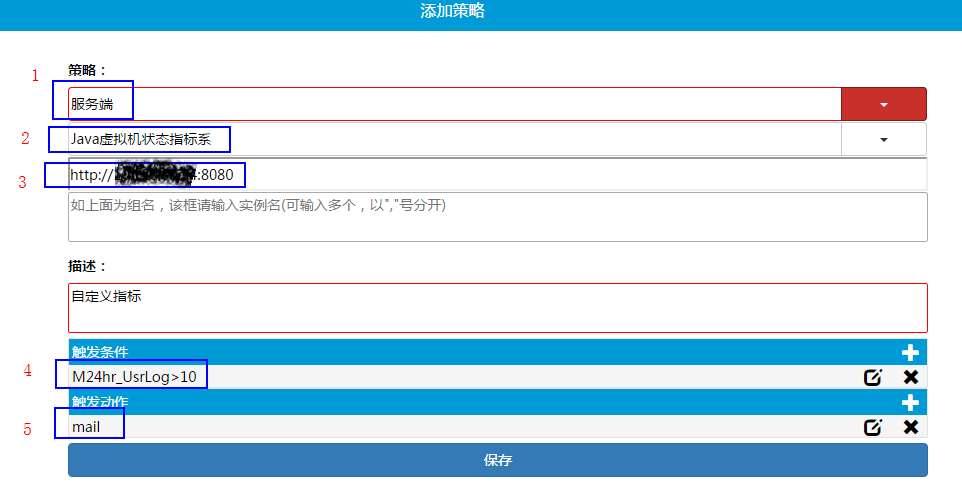 添加策略
1
策略：
服务端
2
Java虚拟机状态指标系
3
http:// :8080
如上面为组名，该框请输入实例名(可输入多个，以","号分开)
描述：
自定义指标
触发条件
4
M24hr_UsrLog>10
触发动作
5
mail
保存